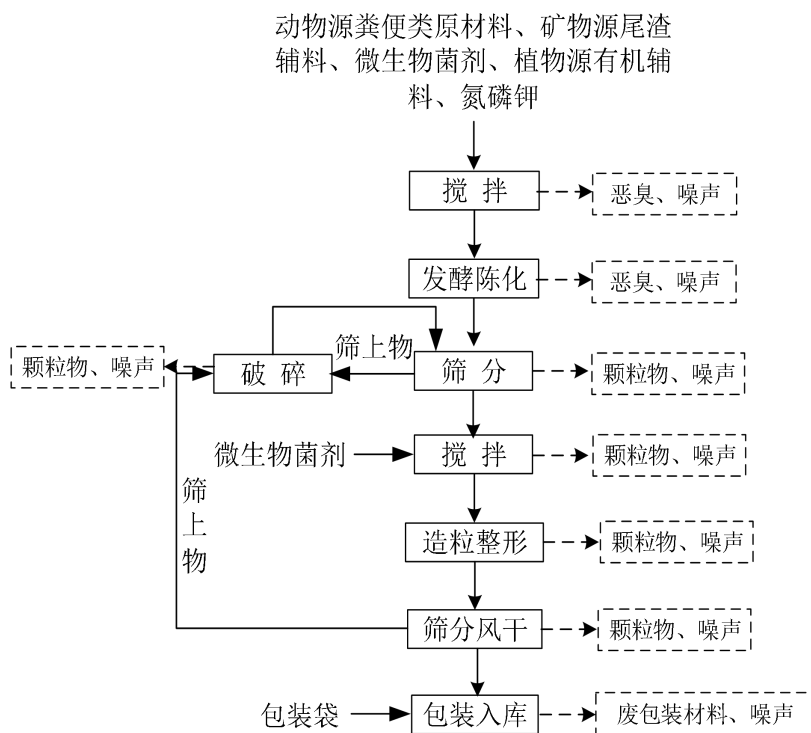 动物源粪便类原材料、矿物源尾渣
辅料、微生物菌剂、植物源有机辅
料、氮磷钾
搅 拌
恶臭、噪声
发酵陈化
恶臭、噪声
筛上物
颗粒物、噪声
破 碎
筛 分
颗粒物、噪声
微生物菌剂
搅 拌
颗粒物、噪声
筛上物
造粒整形
颗粒物、噪声
筛分风干
颗粒物、噪声
包装袋
包装入库
废包装材料、噪声